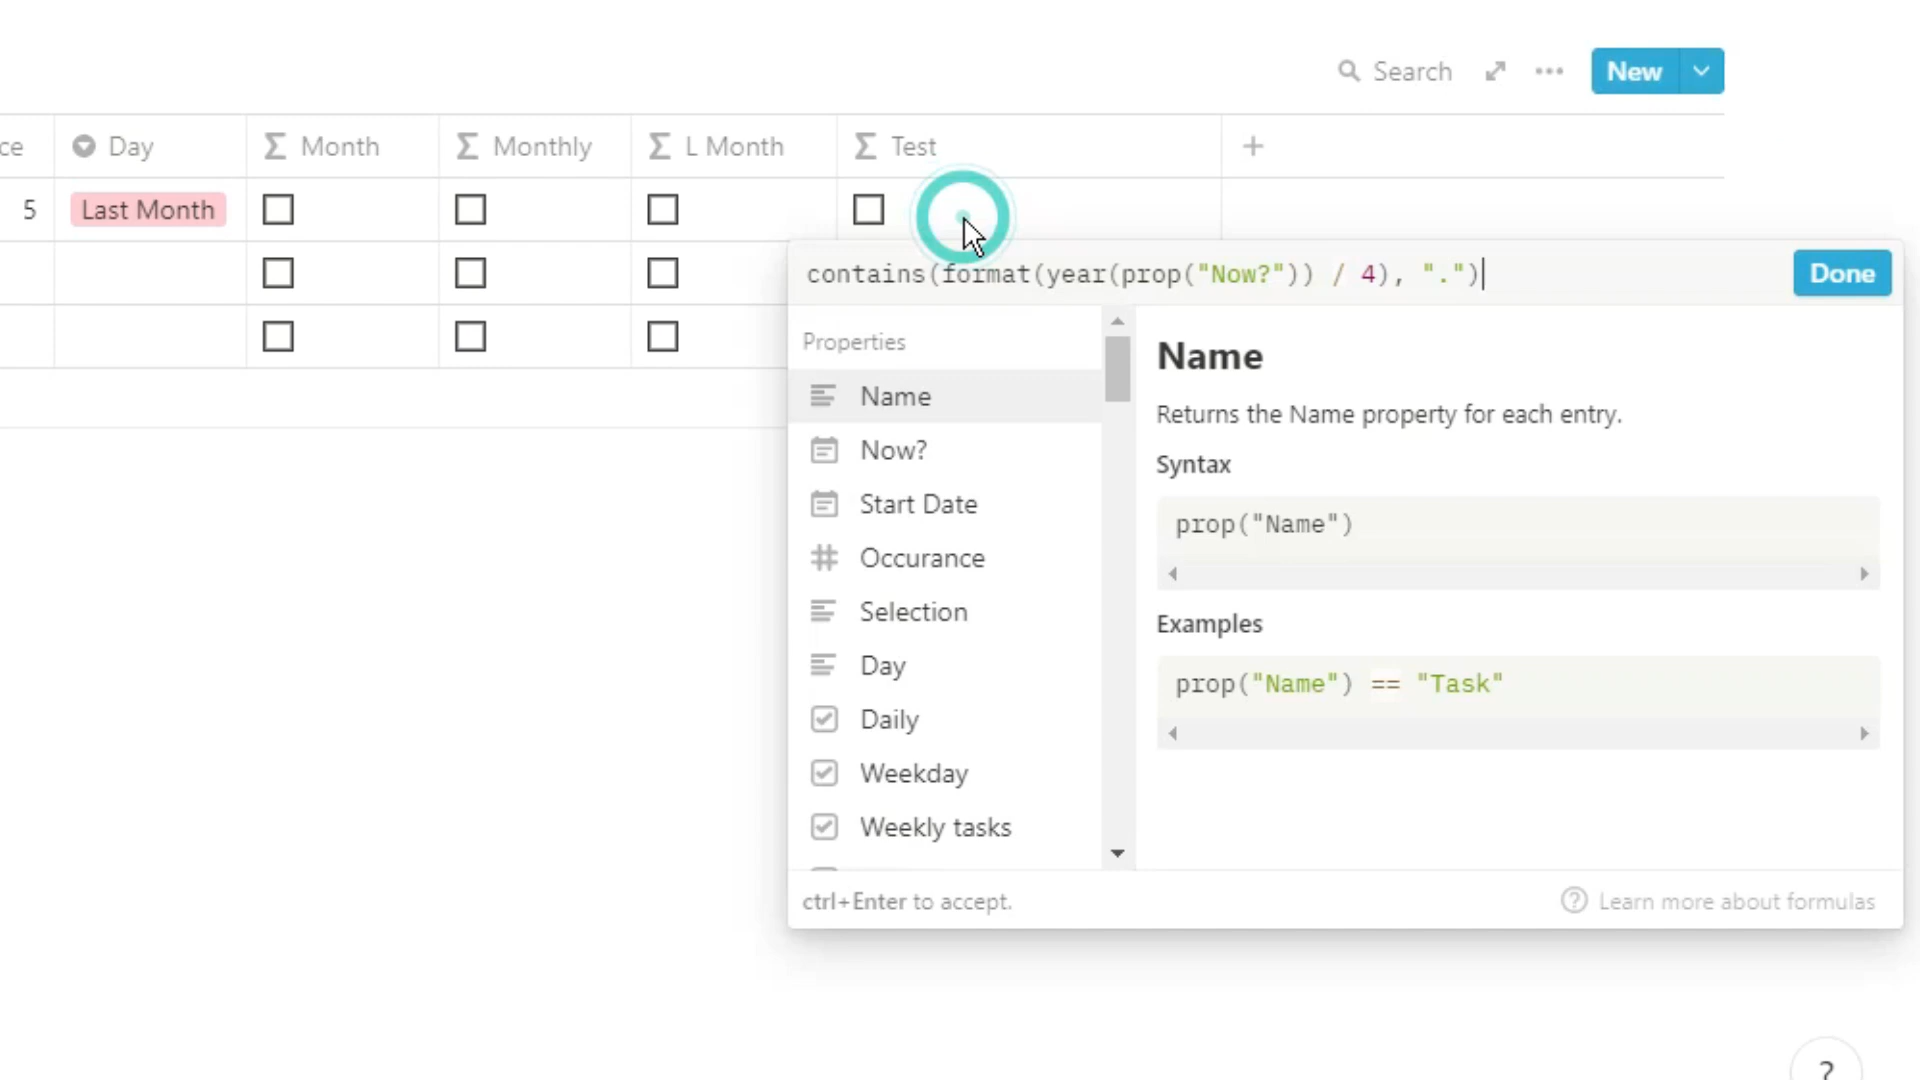 Search New
ce Day Month Monthly L Month Test +
5 Last Month
contains(format(year(prop("Now?")) / 4), ".") Done
Properties
Name
Now?
Start Date
Occurance
Selection
Day
Daily
Weekday
Weekly tasks
Name
Returns the Name property for each entry.
Syntax
prop("Name")
Examples
prop("Name") == "Task"
ctrl+Enter to accept.
? Learn more about formulas
?